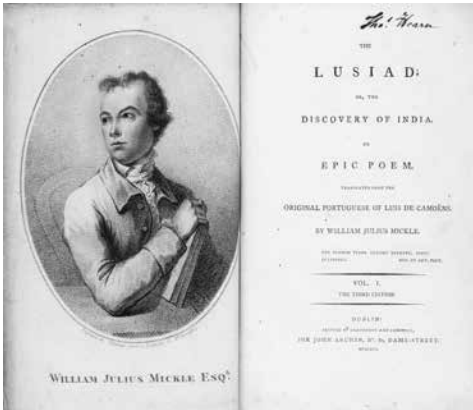 WILLIAM JULIUS MICKLE ESQR.
THE
LUSIAD;
OR, THE
DISCOVERY OF INDIA.
AN
EPIC POEM.
TRANSLATED FROM THE
ORIGINAL PORTUGUESE OF LUIS DE CAMOËNS.
BY WILLIAM JULIUS MICKLE.
VOL. I.
THE THIRD EDITION
DUBLIN:
FOR JOHN ARCHER, No. 80, DAME-STREET.